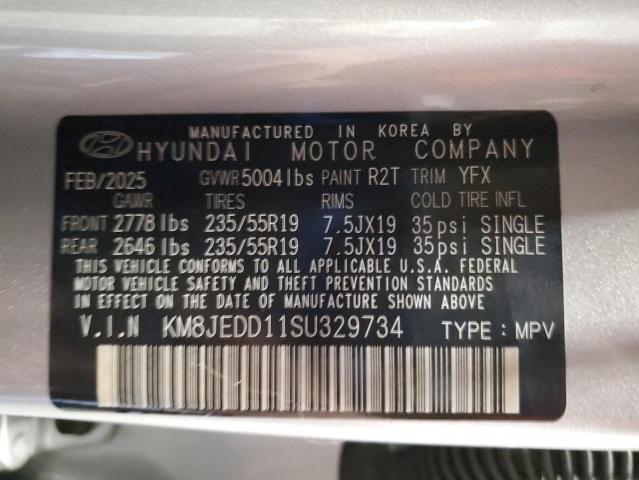 MANUFACTURED IN KOREA BY
HYUNDAI MOTOR COMPANY
FEB/2025 GVWR 5004lbs PAINT R2T TRIM YFX
GAWR TIRES RIMS COLD TIRE INFL
FRONT 2778 lbs 235/55R19 7.5JX19 35psi SINGLE
REAR 2646 lbs 235/55R19 7.5JX19 35psi SINGLE
THIS VEHICLE CONFORMS TO ALL APPLICABLE U.S.A. FEDERAL
MOTOR VEHICLE SAFETY AND THEFT PREVENTION STANDARDS
IN EFFECT ON THE DATE OF MANUFACTURE SHOWN ABOVE.
V.I.N KM8JEDD11SU329734 TYPE : MPV